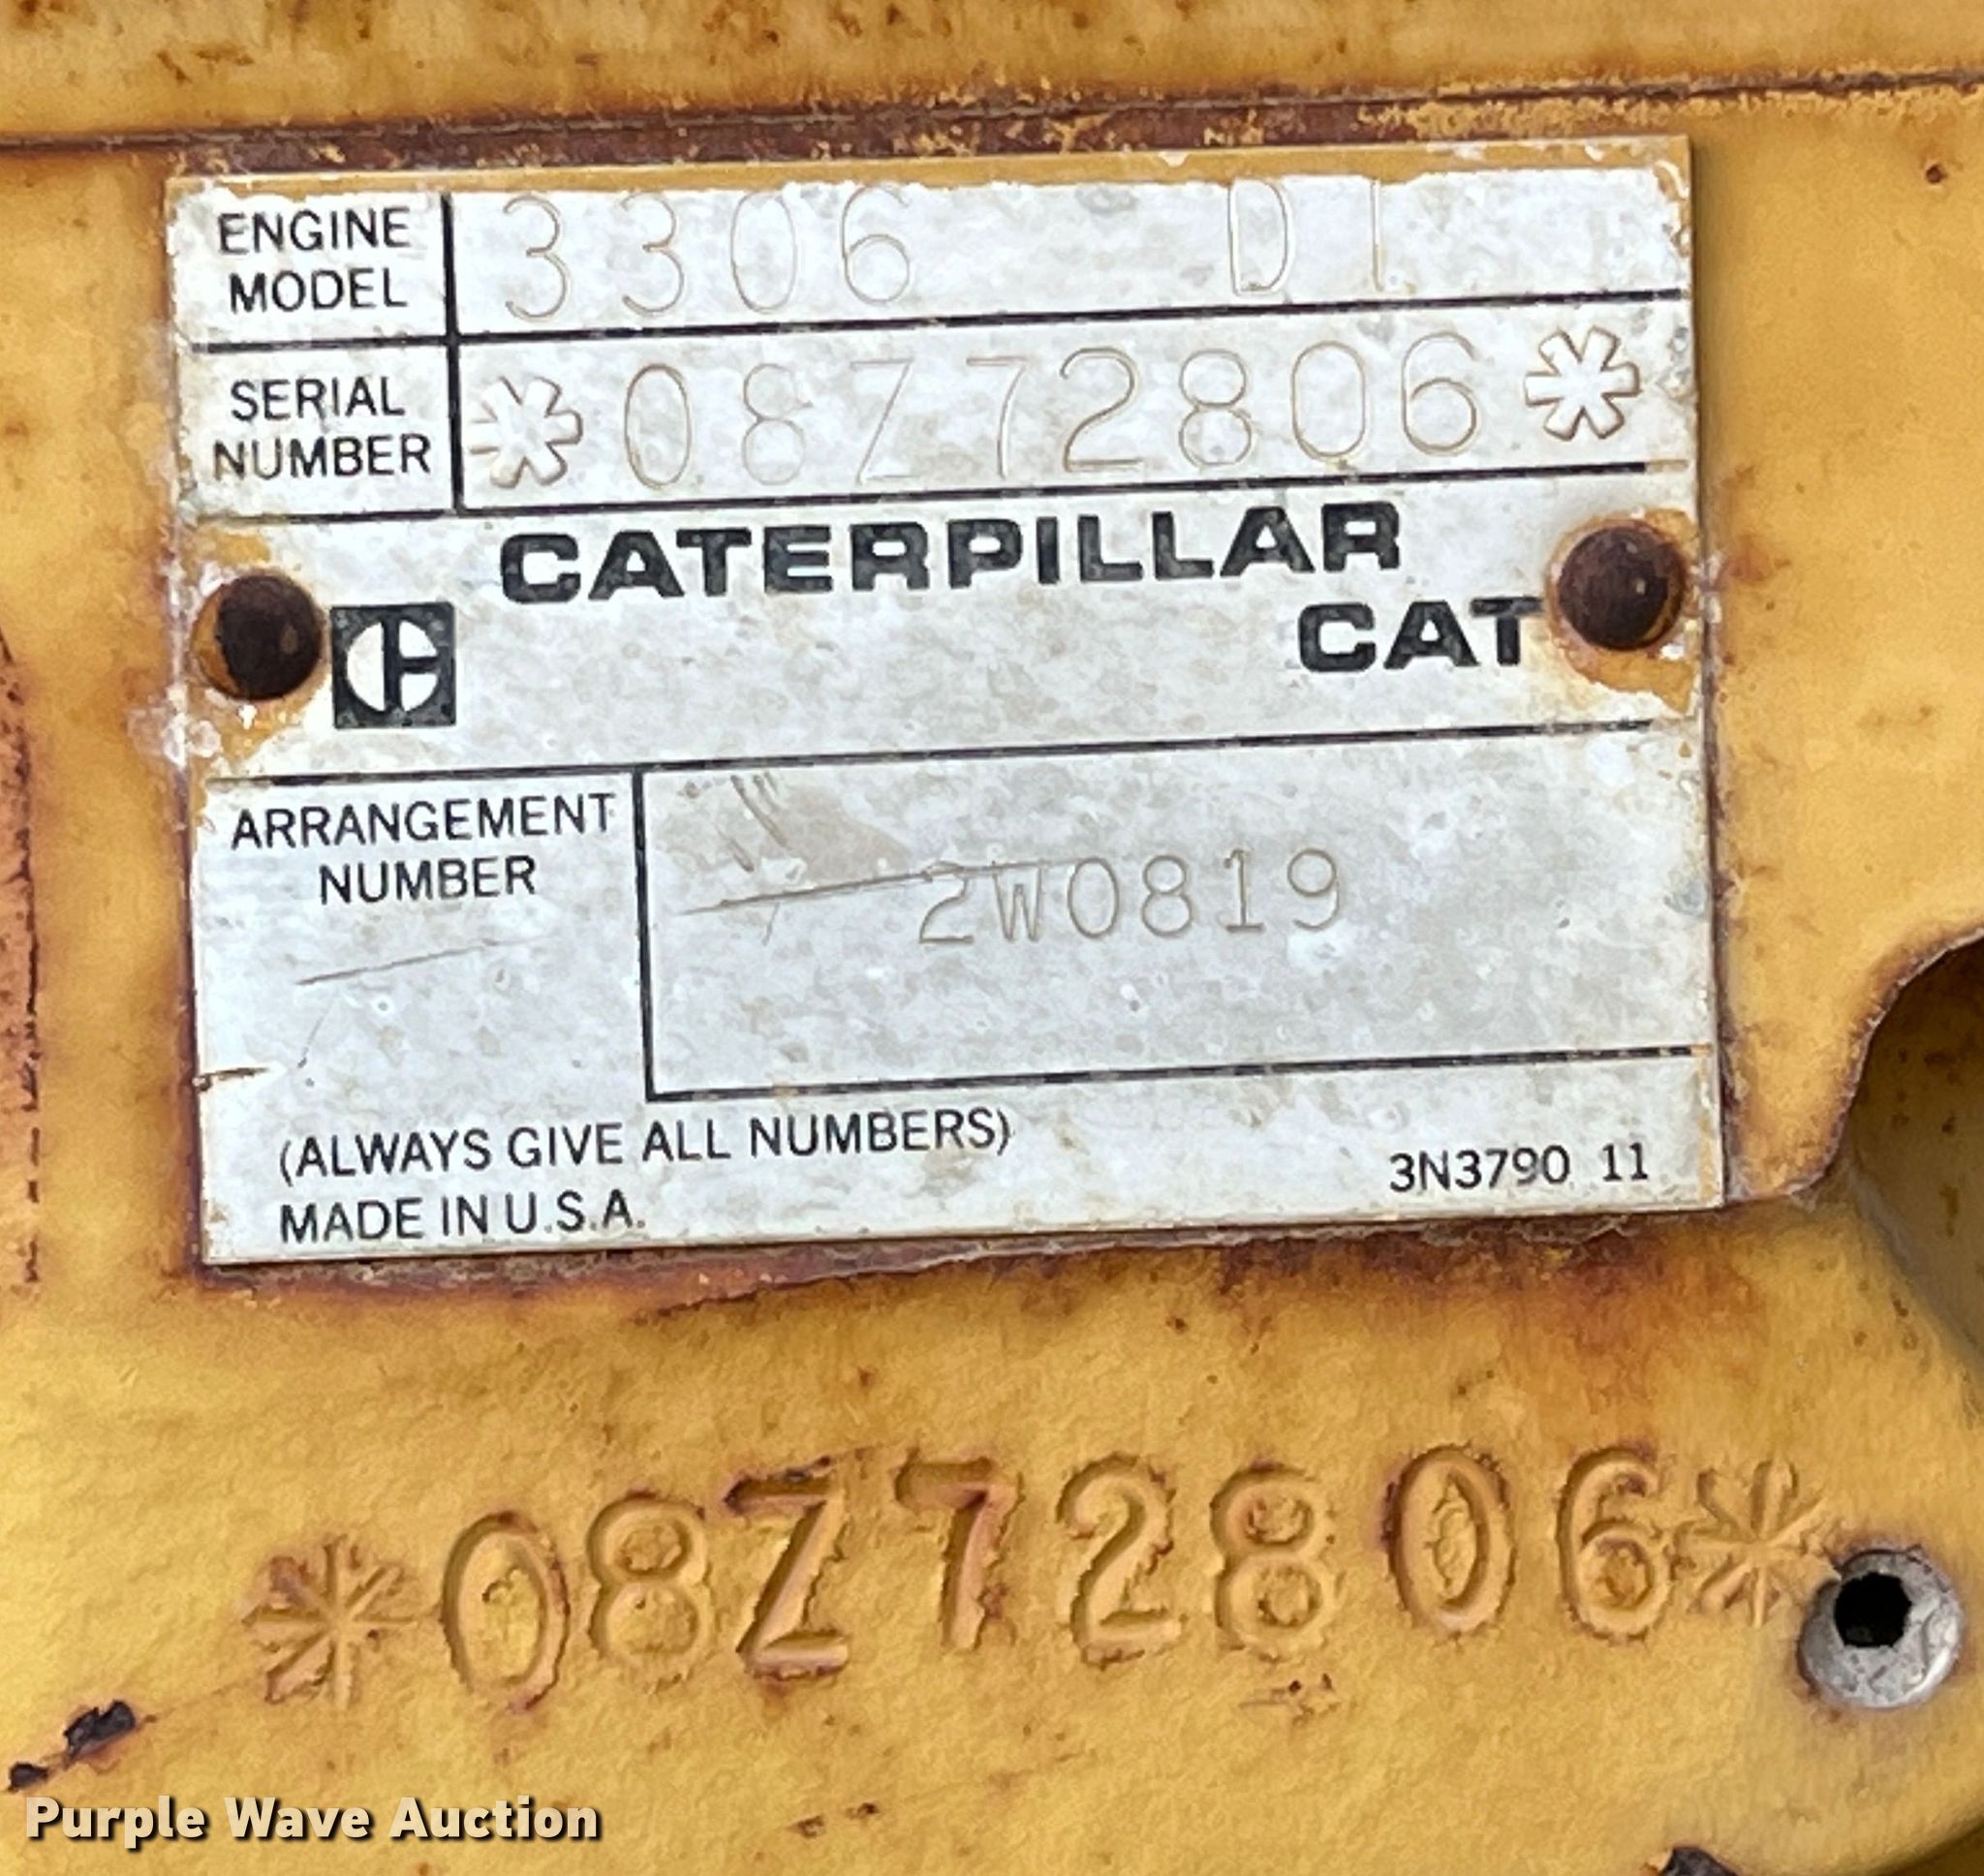 ENGINE MODEL 3306 DI
SERIAL NUMBER *08Z72806*
CATERPILLAR
CAT
ARRANGEMENT NUMBER 2W0819
(ALWAYS GIVE ALL NUMBERS)
MADE IN U.S.A. 3N3790 11
*08Z72806*
Purple Wave Auction